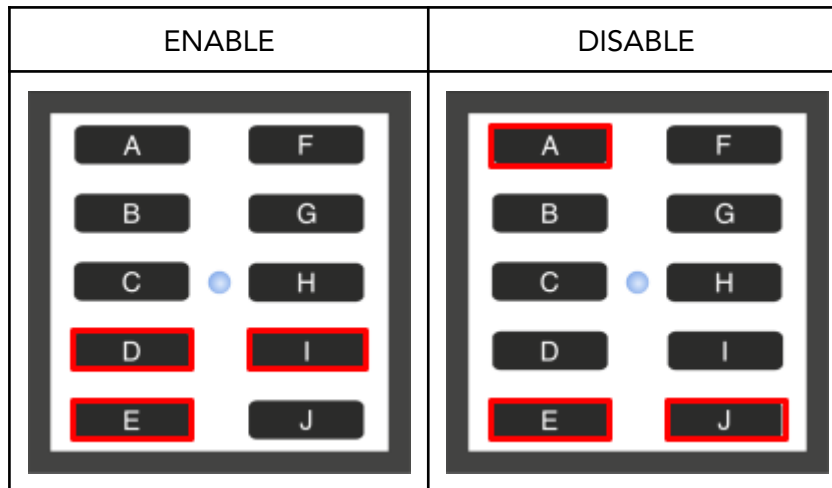 ENABLE DISABLE
A F A F
B G B G
C H C H
D I D I
E J E J